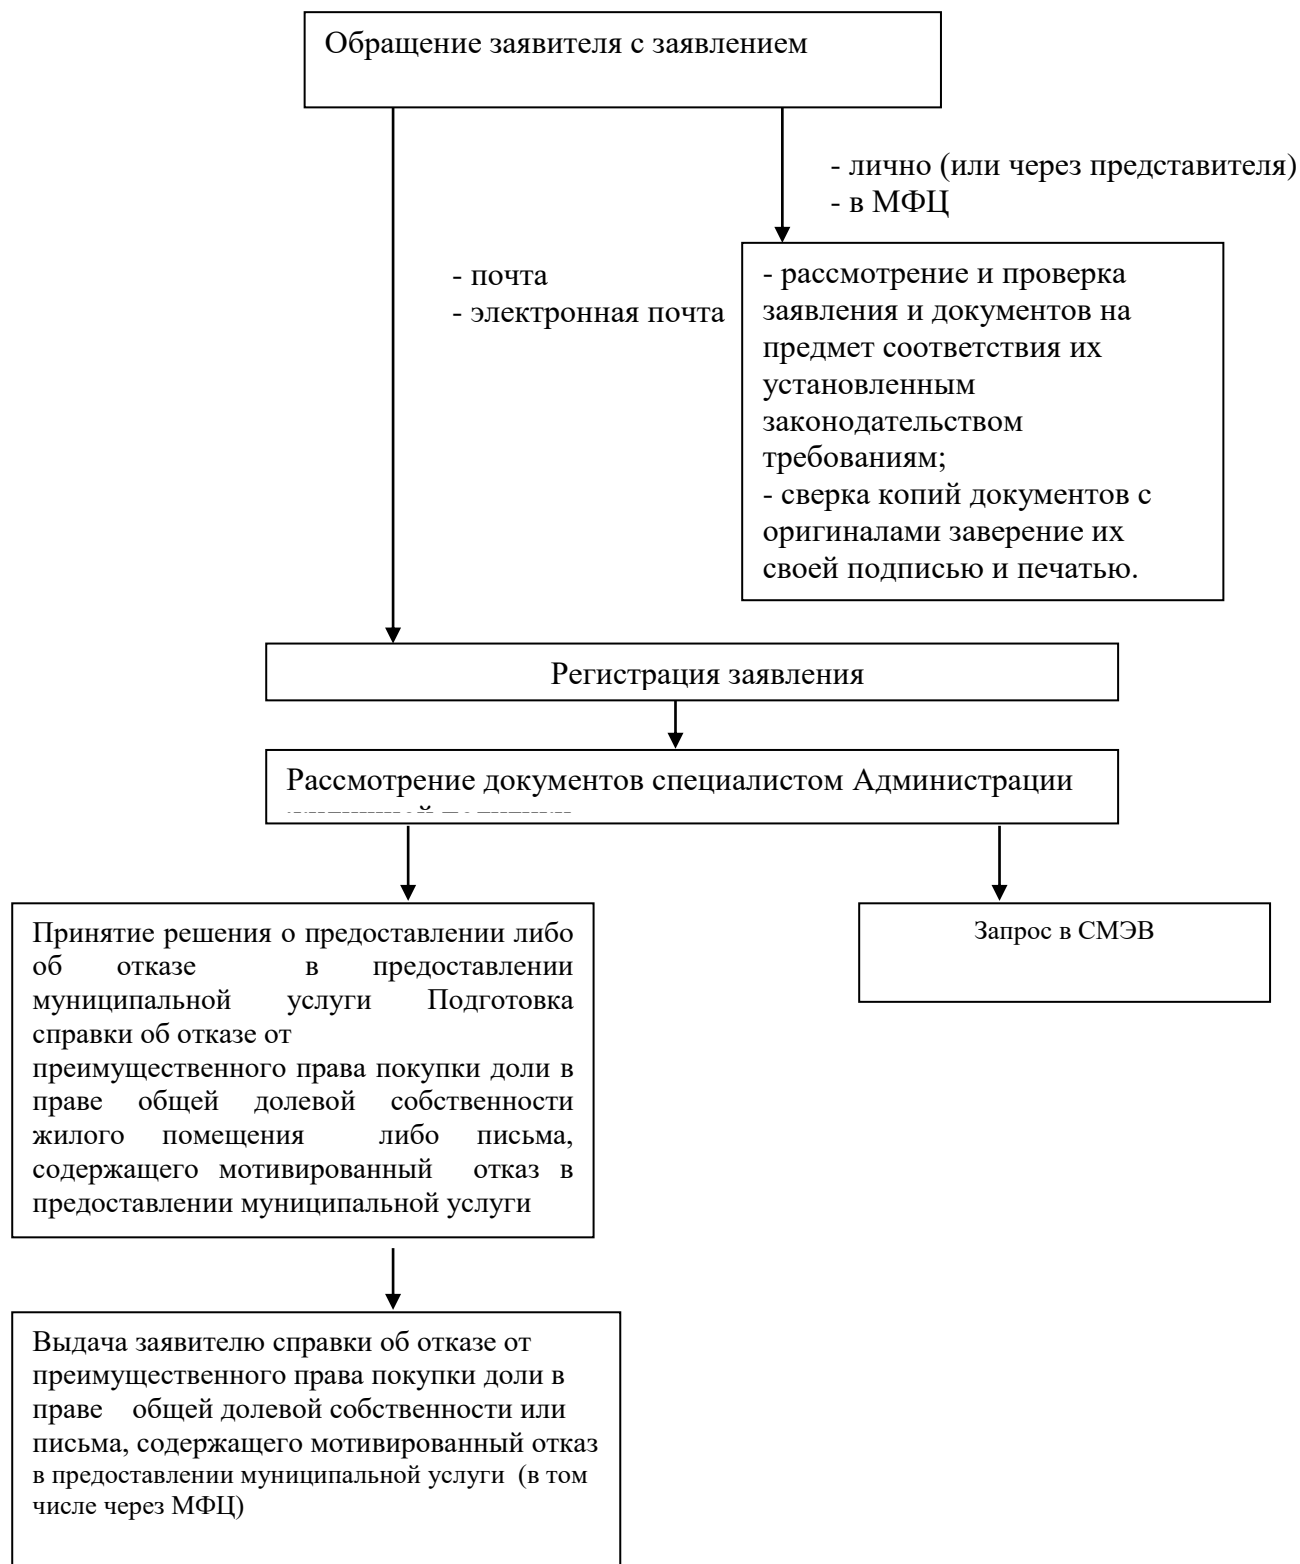 Обращение заявителя с заявлением
- лично (или через представителя)
- в МФЦ
- почта
- электронная почта
- рассмотрение и проверка
заявления и документов на
предмет соответствия их
установленным
законодательством
требованиям;
- сверка копий документов с
оригиналами заверение их
своей подписью и печатью.
Регистрация заявления
Рассмотрение документов специалистом Администрации
Принятие решения о предоставлении либо
об отказе в предоставлении
муниципальной услуги Подготовка
справки об отказе от
преимущественного права покупки доли в
праве общей долевой собственности
жилого помещения либо письма,
содержащего мотивированный отказ в
предоставлении муниципальной услуги
Запрос в СМЭВ
Выдача заявителю справки об отказе от
преимущественного права покупки доли в
праве общей долевой собственности или
письма, содержащего мотивированный отказ
в предоставлении муниципальной услуги (в том
числе через МФЦ)